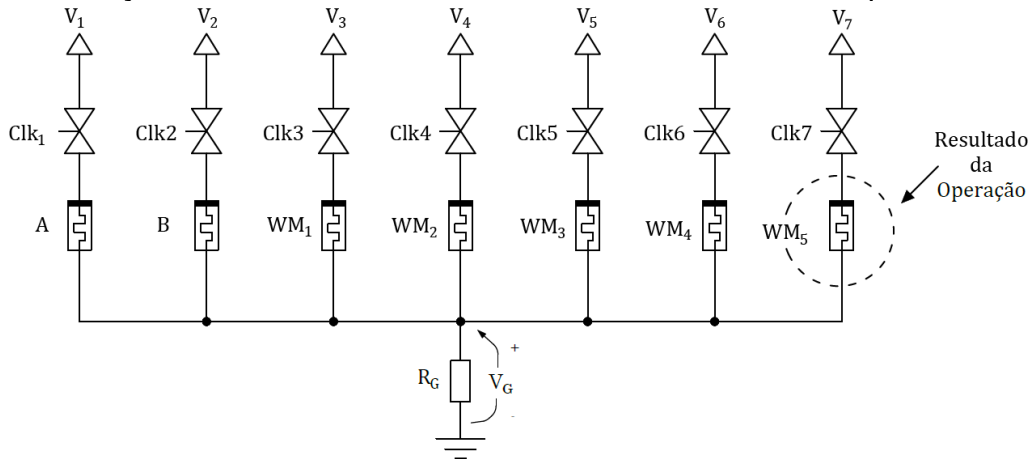 V1 V2 V3 V4 V5 V6 V7
Clk1 Clk2 Clk3 Clk4 Clk5 Clk6 Clk7
Resultado
da
Operação
A B WM1 WM2 WM3 WM4 WM5
+
RG VG
-